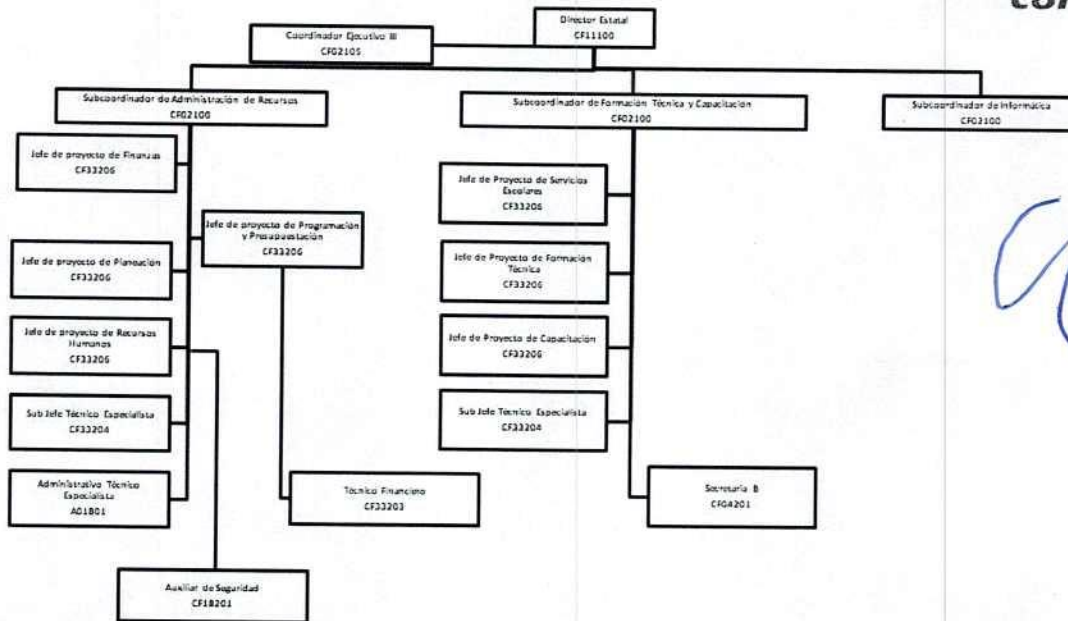 Director Estatal
CF11100
Coordinador Ejecutivo III
CF02105
Subcoordinador de Administración de Recursos
CF02100
Subcoordinador de Formación Técnica y Capacitación
CF02100
Subcoordinador de Informática
CF02100
Jefe de proyecto de Finanzas
CF33206
Jefe de proyecto de Programación
y Presupuestación
CF33206
Jefe de proyecto de Planeación
CF33206
Jefe de proyecto de Recursos
Humanos
CF33206
Sub Jefe Técnico Especialista
CF33204
Administrativo Técnico
Especialista
A01801
Técnico Financiero
CF33203
Auxiliar de Seguridad
CF18201
Jefe de Proyecto de Servicios
Escolares
CF33206
Jefe de Proyecto de Formación
Técnica
CF33206
Jefe de Proyecto de Capacitación
CF33206
Sub Jefe Técnico Especialista
CF33204
Secretaria B
CF04201